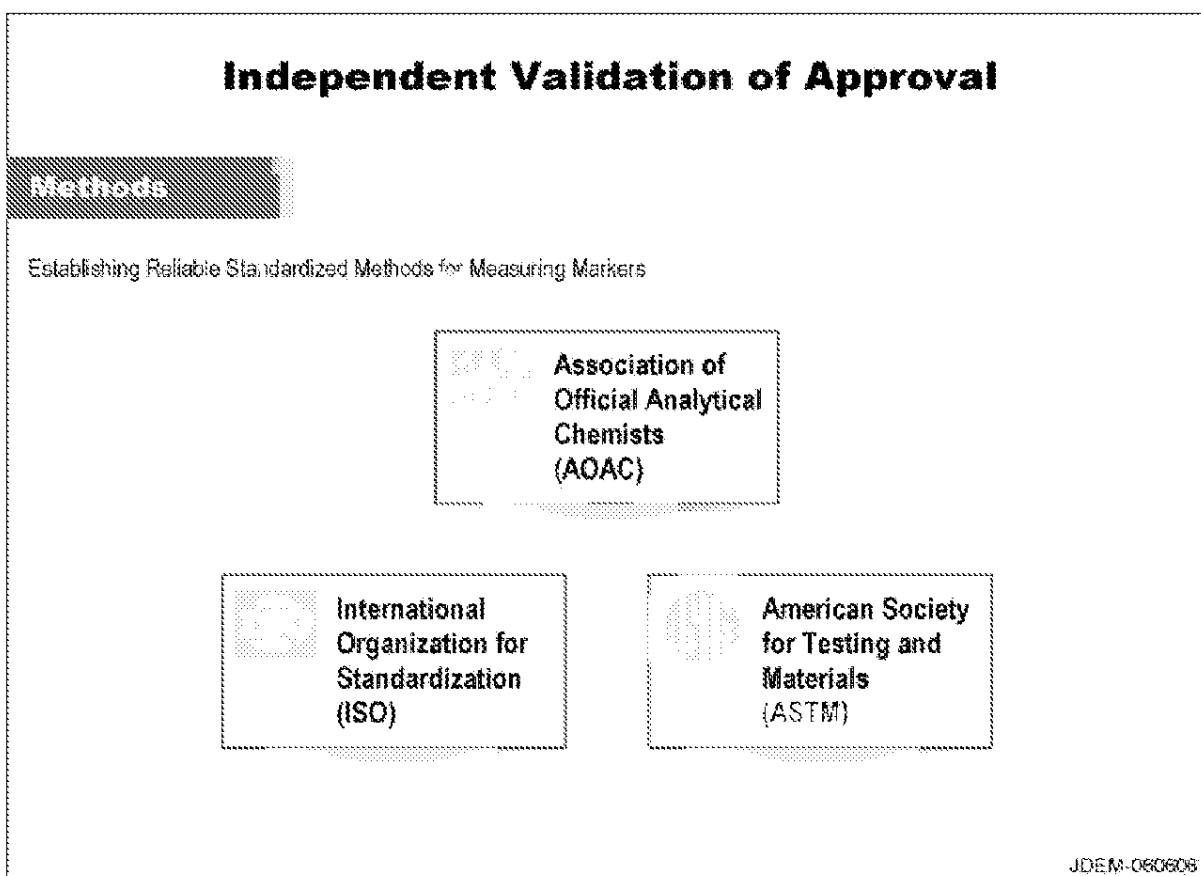 Independent Validation of Approval
Methods
Establishing Reliable Standardized Methods for Measuring Markers
Association of
Official Analytical
Chemists
(AOAC)
International
Organization for
Standardization
(ISO)
American Society
for Testing and
Materials
(ASTM)
JDEM-060606